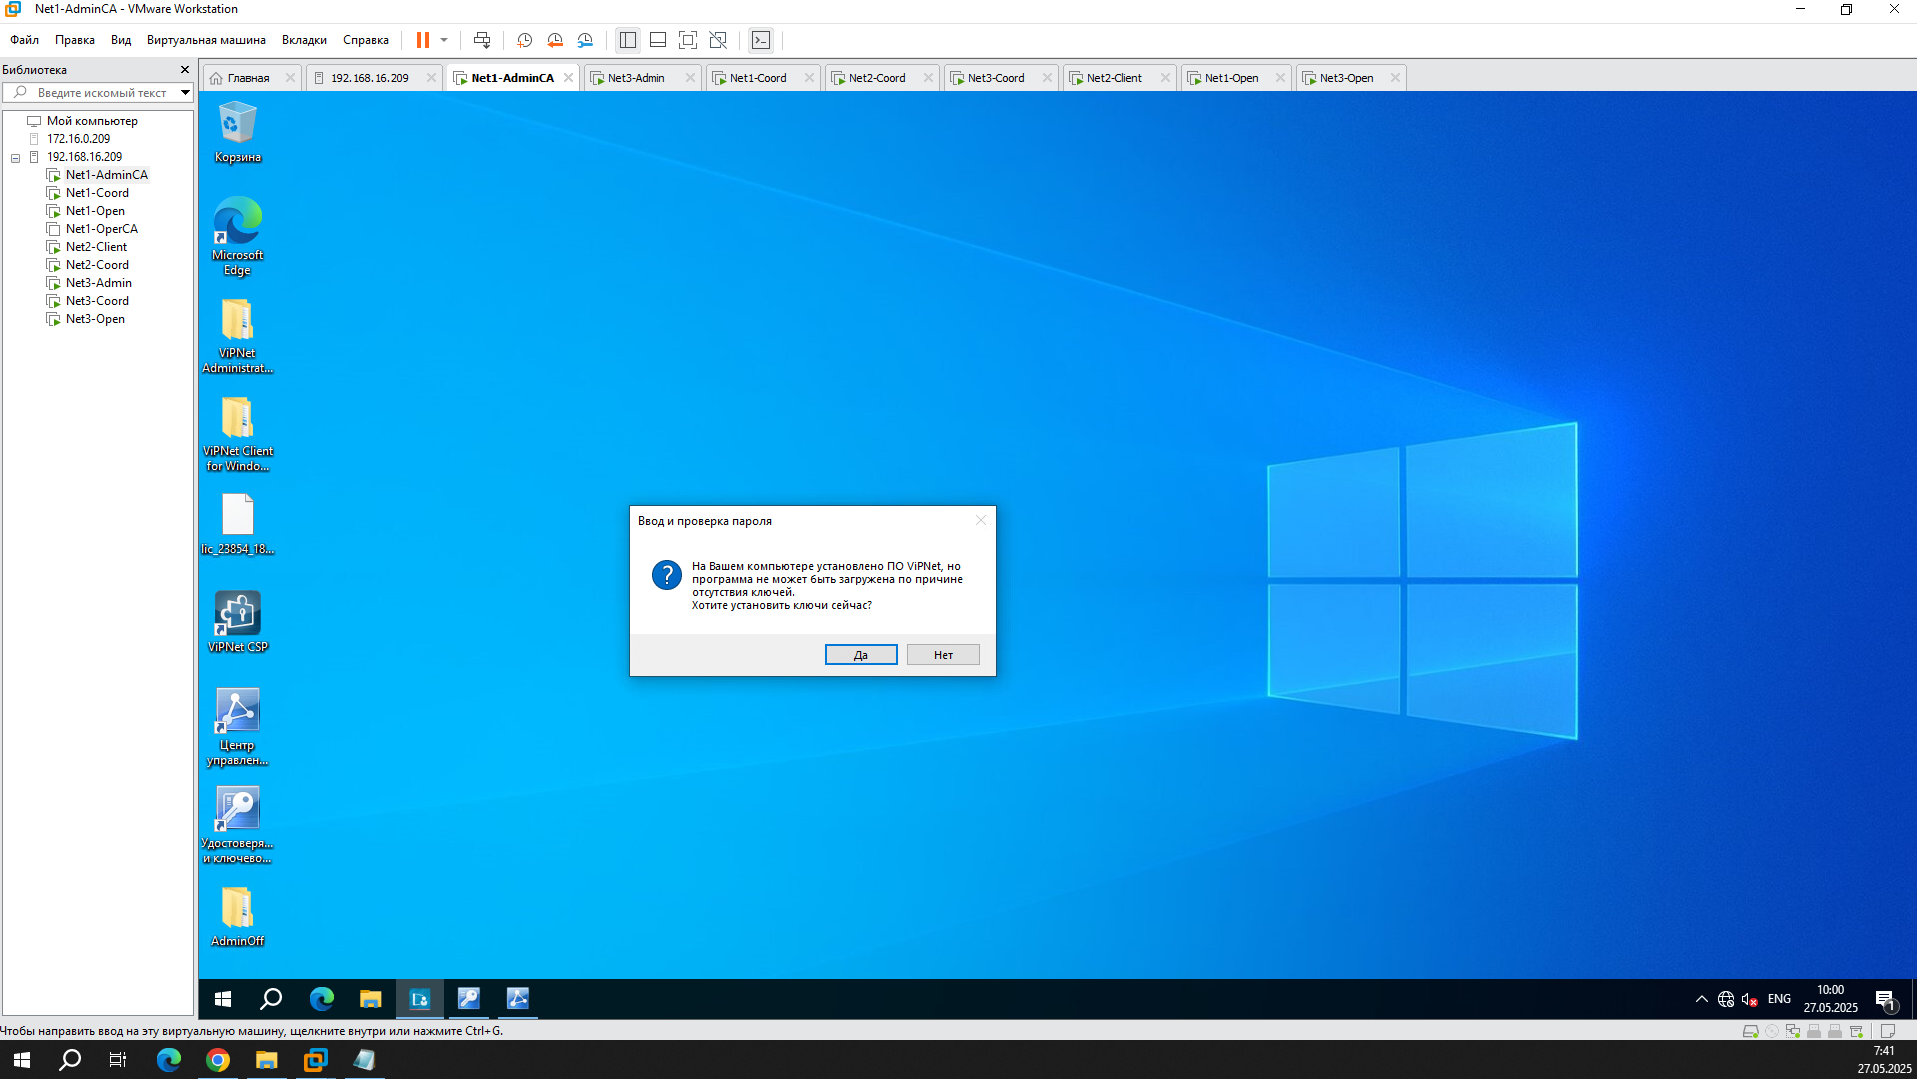 Net1-AdminCA - VMware Workstation
Файл Правка Вид Виртуальная машина Вкладки Справка
Библиотека
Введите искомый текст
Мой компьютер
172.16.0.209
192.168.16.209
Net1-AdminCA
Net1-Coord
Net1-Open
Net1-OperCA
Net2-Client
Net2-Coord
Net3-Admin
Net3-Coord
Net3-Open
Главная 192.168.16.209 Net1-AdminCA Net3-Admin Net1-Coord Net2-Coord Net3-Coord Net2-Client Net1-Open Net3-Open
Корзина
Microsoft
Edge
ViPNet
Administrat...
ViPNet Client
for Windo...
lic_23854_18...
ViPNet CSP
Центр
управлен...
Удостоверя...
и ключево...
AdminOff
Ввод и проверка пароля
На Вашем компьютере установлено ПО ViPNet, но
программа не может быть загружена по причине
отсутствия ключей.
Хотите установить ключи сейчас?
Да Нет
ENG
10:00
27.05.2025
1
Чтобы направить ввод на эту виртуальную машину, щелкните внутри или нажмите Ctrl+G.
7:41
27.05.2025